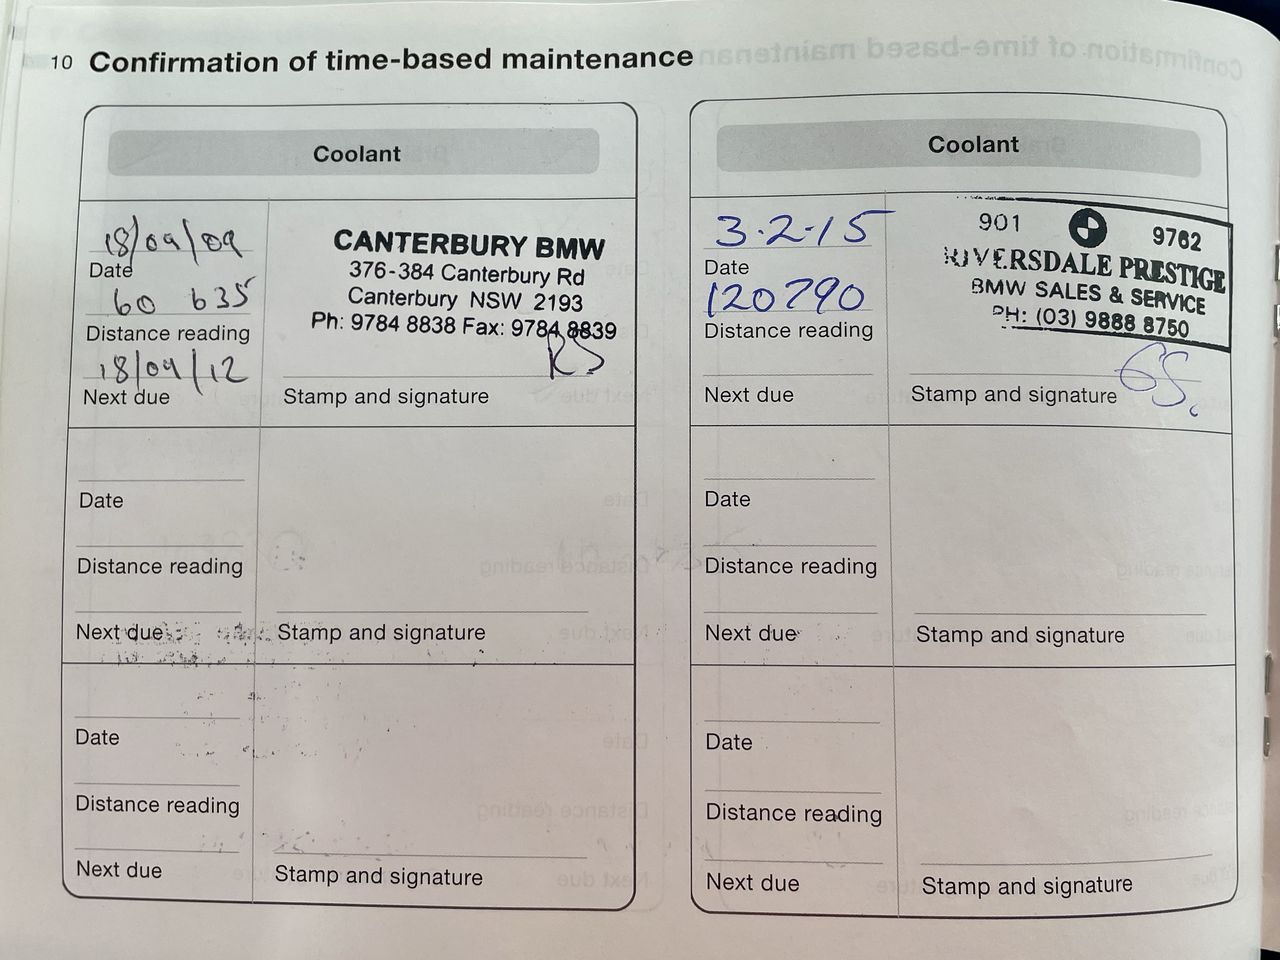 10 Confirmation of time-based maintenance
Coolant
18/09/09
Date
60 635
Distance reading
18/09/12
Next due
CANTERBURY BMW
376-384 Canterbury Rd
Canterbury NSW 2193
Ph: 9784 8838 Fax: 9784 8839
RS
Stamp and signature
Date
Distance reading
Next due
Stamp and signature
Date
Distance reading
Next due
Stamp and signature
Coolant
3.2.15
Date
120790
Distance reading
Next due
901 9762
RIVERSDALE PRESTIGE
BMW SALES & SERVICE
PH: (03) 9888 8750
GS.
Stamp and signature
Date
Distance reading
Next due
Stamp and signature
Date
Distance reading
Next due
Stamp and signature